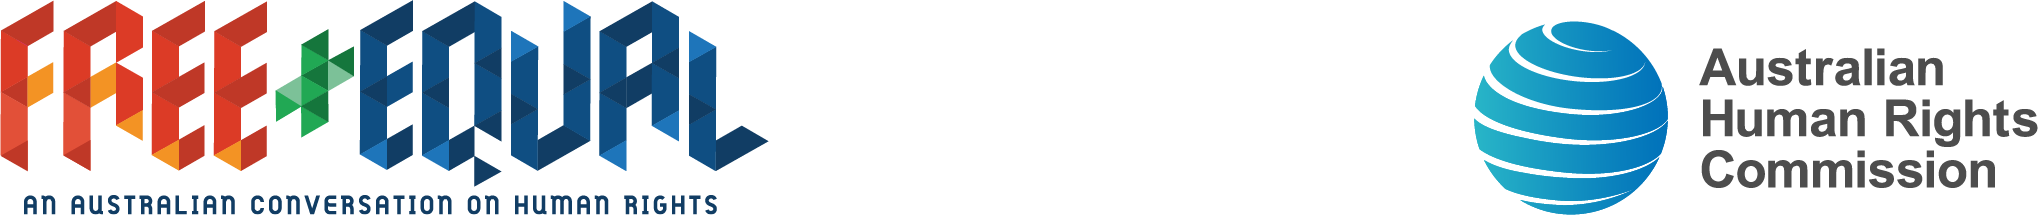 FREE+EQUAL
AN AUSTRALIAN CONVERSATION ON HUMAN RIGHTS
Australian
Human Rights
Commission